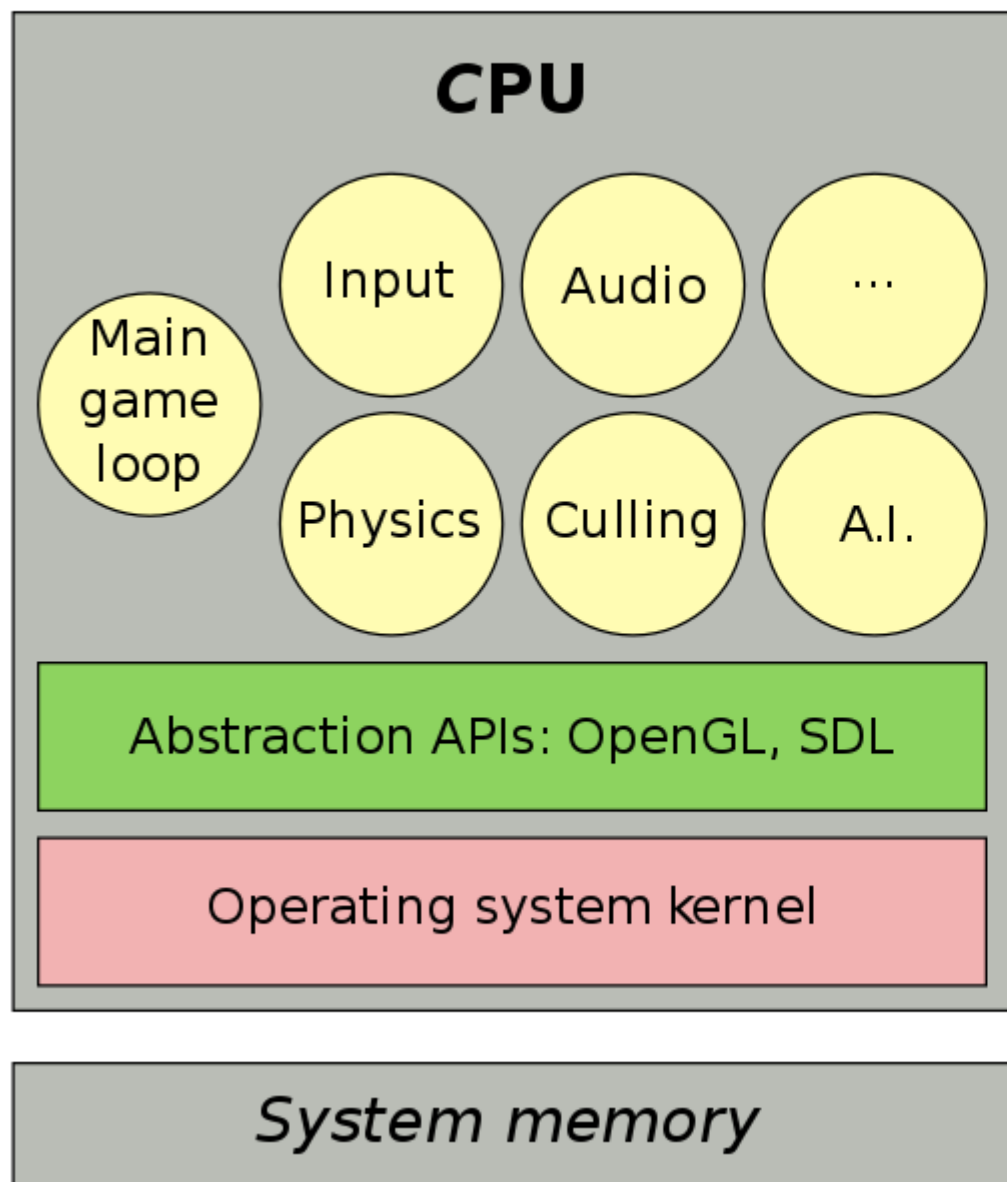 CPU
Input
Audio
...
Main
game
loop
Physics
Culling
A.I.
Abstraction APIs: OpenGL, SDL
Operating system kernel
System memory